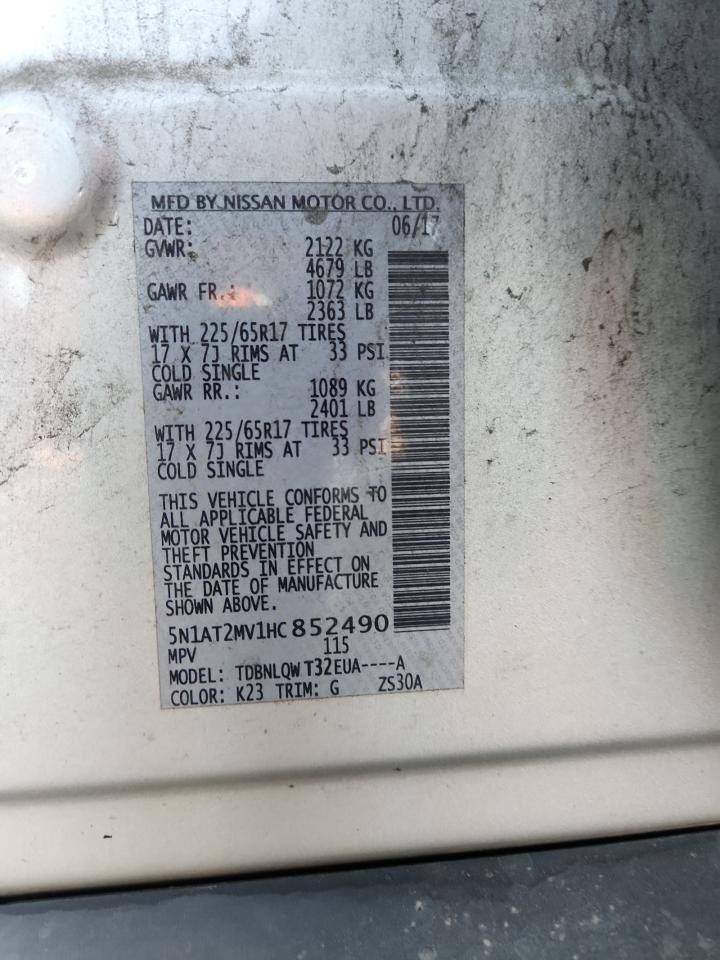 MFD BY NISSAN MOTOR CO., LTD.
DATE: 06/17
GVWR: 2122 KG
4679 LB
GAWR FR.: 1072 KG
2363 LB
WITH 225/65R17 TIRES
17 X 7J RIMS AT 33 PSI
COLD SINGLE
GAWR RR.: 1089 KG
2401 LB
WITH 225/65R17 TIRES
17 X 7J RIMS AT 33 PSI
COLD SINGLE
THIS VEHICLE CONFORMS TO
ALL APPLICABLE FEDERAL
MOTOR VEHICLE SAFETY AND
THEFT PREVENTION
STANDARDS IN EFFECT ON
THE DATE OF MANUFACTURE
SHOWN ABOVE.
5N1AT2MV1HC852490
MPV 115
MODEL: TDBNLQW T32EUA----A
COLOR: K23 TRIM: G ZS30A